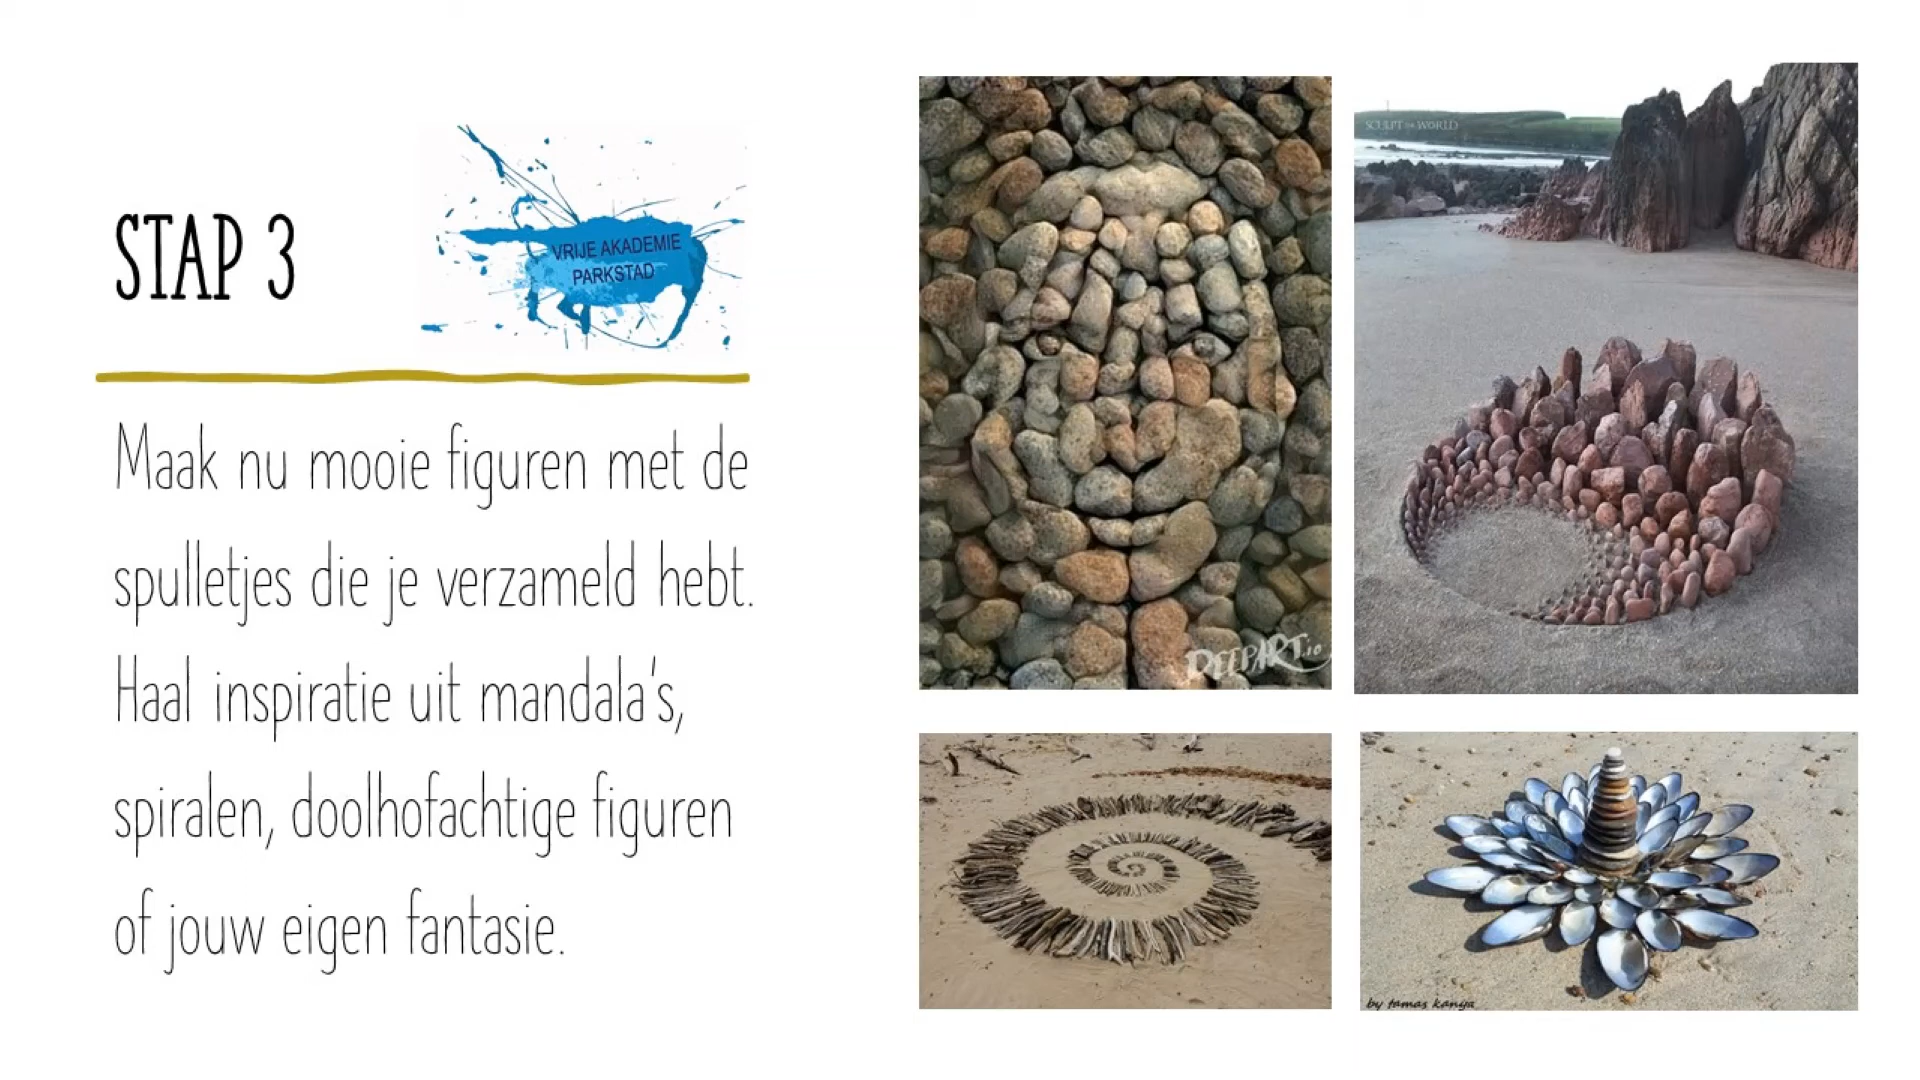 STAP 3
VRIJE AKADEMIE
PARKSTAD
Maak nu mooie figuren met de
spulletjes die je verzameld hebt.
Haal inspiratie uit mandala's,
spiralen, doolhofachtige figuren
of jouw eigen fantasie.
DEEPART.io
SCULPT THE WORLD
by tamas kanya